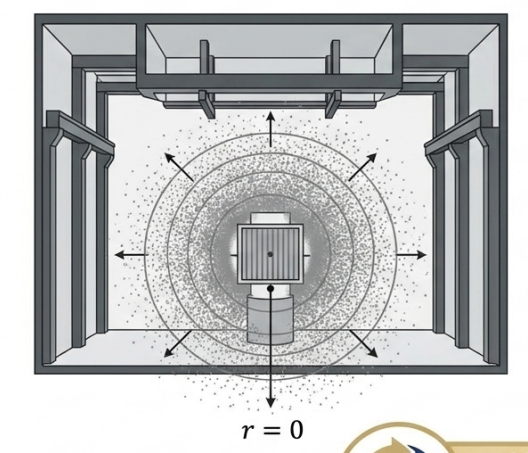 r = 0